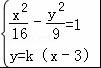 x²/16 − y²/9 = 1
y=k（x－3）